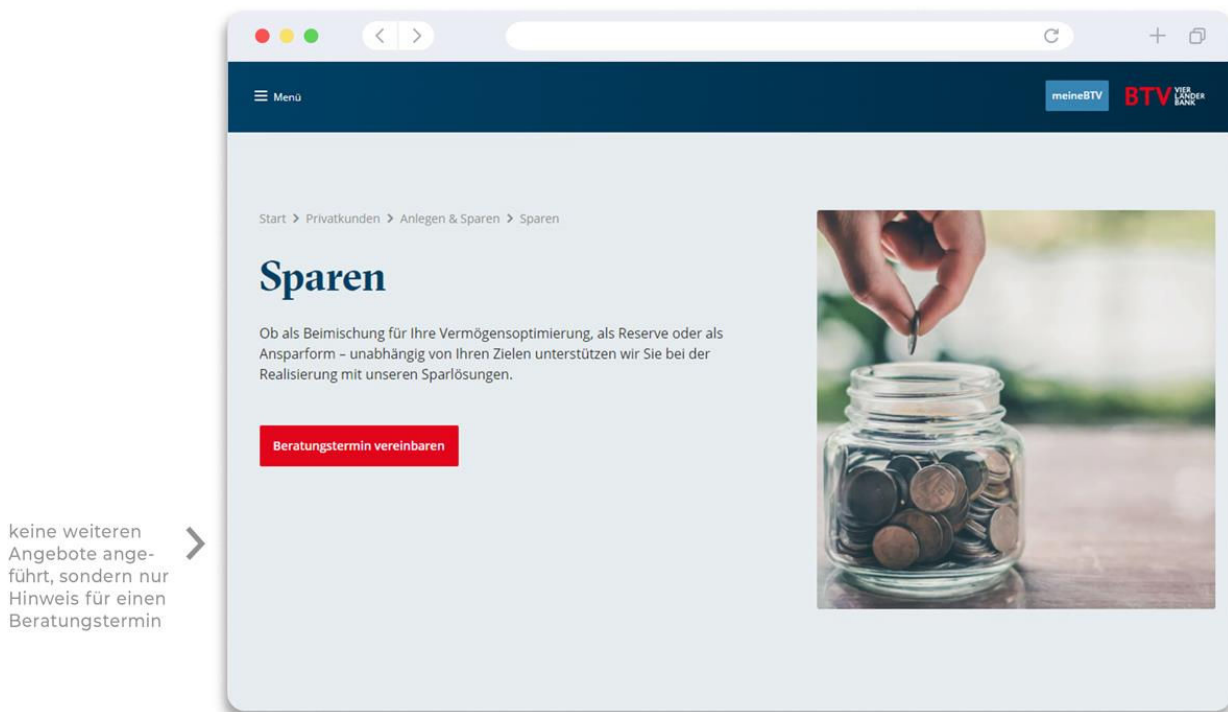 Menü
meineBTV
BTV VIER
LÄNDER
BANK
Start > Privatkunden > Anlegen & Sparen > Sparen
Sparen
Ob als Beimischung für Ihre Vermögensoptimierung, als Reserve oder als
Ansparform – unabhängig von Ihren Zielen unterstützen wir Sie bei der
Realisierung mit unseren Sparlösungen.
Beratungstermin vereinbaren
keine weiteren
Angebote ange-
führt, sondern nur
Hinweis für einen
Beratungstermin